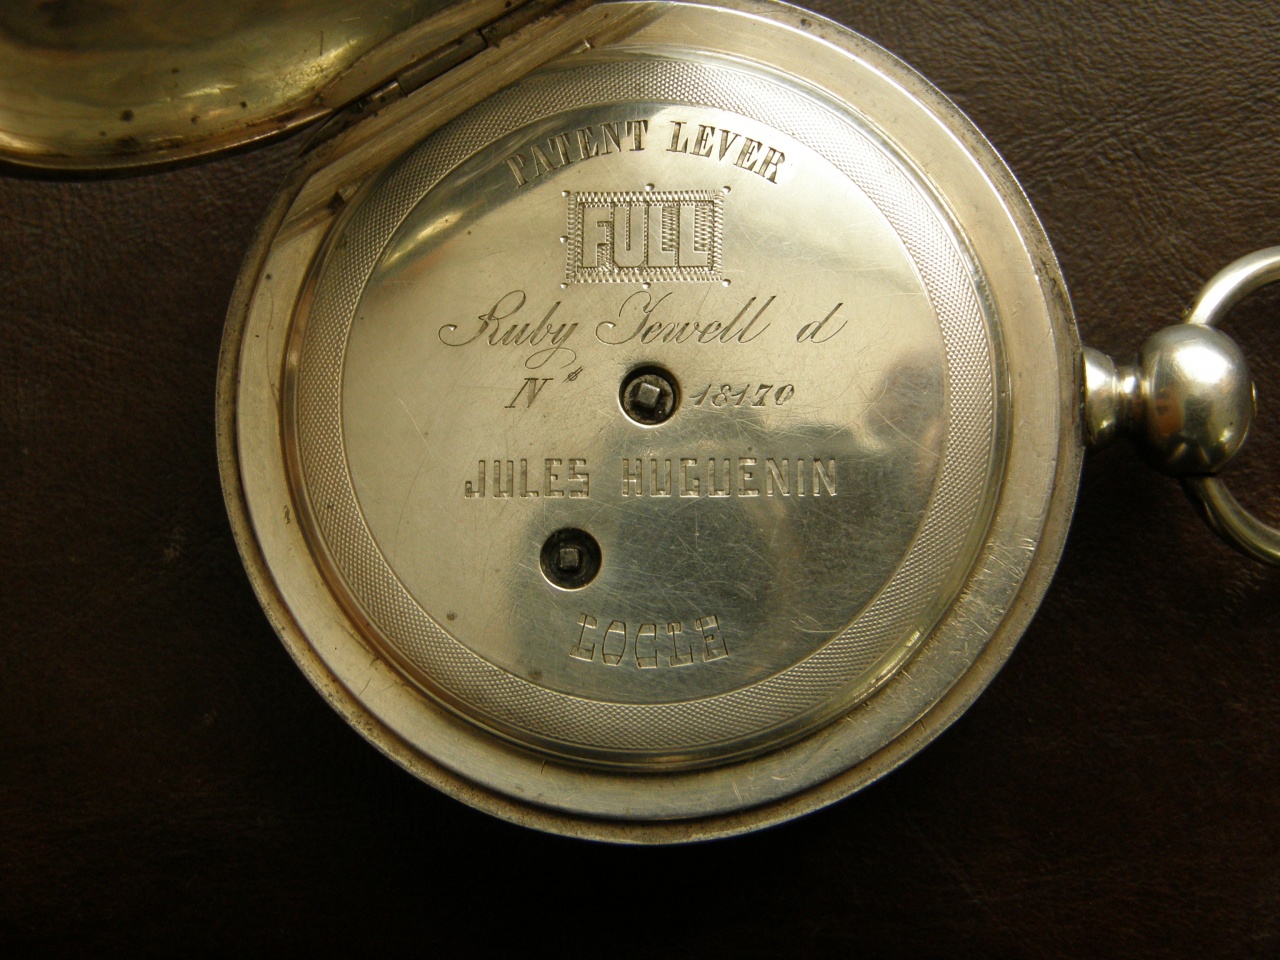 PATENT LEVER
FULL
Ruby Jewell d
Nº 18170
JULES HUGUENIN
LOCLE